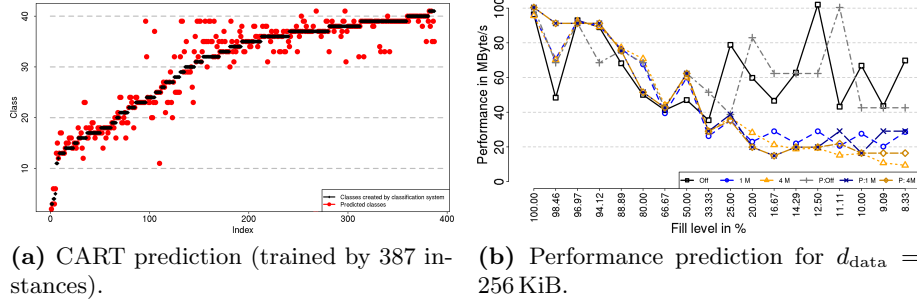 40
30
20
10
Class
0
100
200
300
400
Index
Classes created by classification system
Predicted classes
100
80
60
40
20
0
Performance in MByte/s
Off
1 M
4 M
P:Off
P:1 M
P: 4M
100.00
98.46
96.97
94.12
88.89
80.00
66.67
50.00
33.33
25.00
20.00
16.67
14.29
12.50
11.11
10.00
9.09
8.33
Fill level in %
(a) CART prediction (trained by 387 in-
stances).
(b) Performance prediction for d_data =
256 KiB.